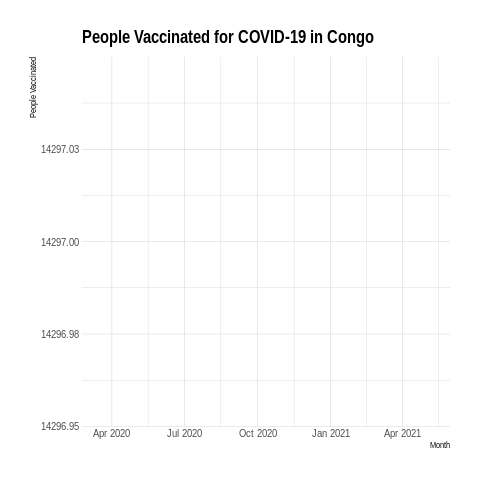 People Vaccinated for COVID-19 in Congo
People Vaccinated
14297.03
14297.00
14296.98
14296.95
Apr 2020 Jul 2020 Oct 2020 Jan 2021 Apr 2021
Month